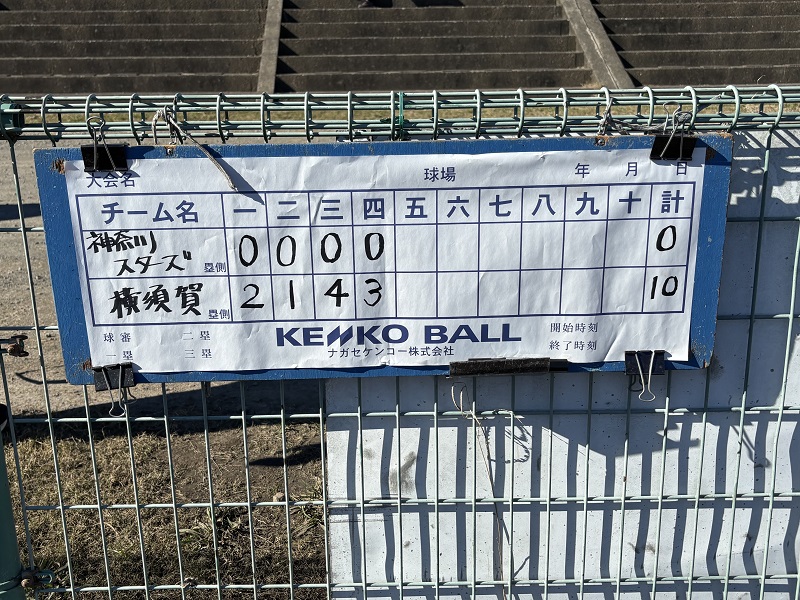 大会名 球場 年 月 日
チーム名 一 二 三 四 五 六 七 八 九 十 計
神奈川
スターズ 塁側 0 0 0 0 0
横須賀 塁側 2 1 4 3 10
球審 二塁 KENKO BALL 開始時刻
一塁 三塁 ナガセケンコー株式会社 終了時刻